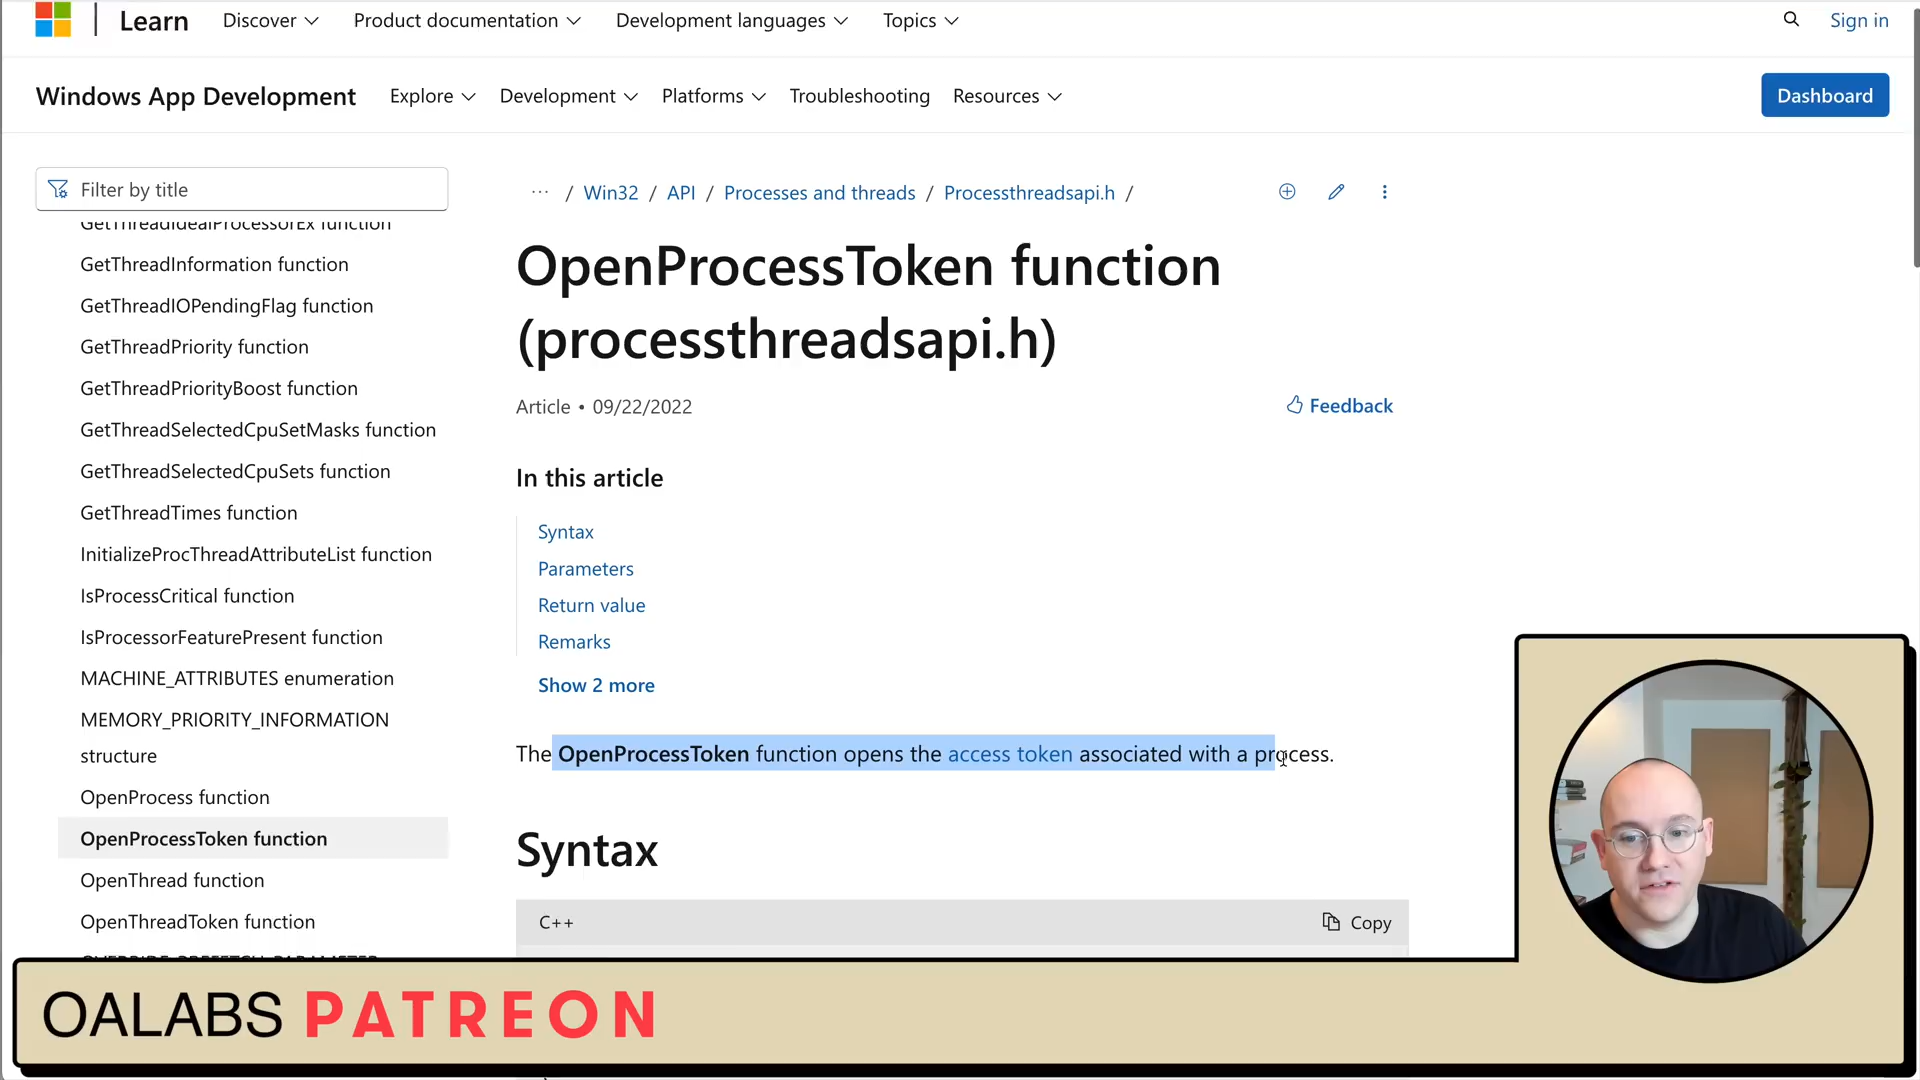 Learn
Discover
Product documentation
Development languages
Topics
Sign in
Windows App Development
Explore
Development
Platforms
Troubleshooting
Resources
Dashboard
Filter by title
GetThreadIdealProcessorEx function
GetThreadInformation function
GetThreadIOPendingFlag function
GetThreadPriority function
GetThreadPriorityBoost function
GetThreadSelectedCpuSetMasks function
GetThreadSelectedCpuSets function
GetThreadTimes function
InitializeProcThreadAttributeList function
IsProcessCritical function
IsProcessorFeaturePresent function
MACHINE_ATTRIBUTES enumeration
MEMORY_PRIORITY_INFORMATION
structure
OpenProcess function
OpenProcessToken function
OpenThread function
OpenThreadToken function
··· / Win32 / API / Processes and threads / Processthreadsapi.h /
OpenProcessToken function
(processthreadsapi.h)
Article • 09/22/2022
Feedback
In this article
Syntax
Parameters
Return value
Remarks
Show 2 more
The OpenProcessToken function opens the access token associated with a process.
Syntax
C++
Copy
OALABS PATREON